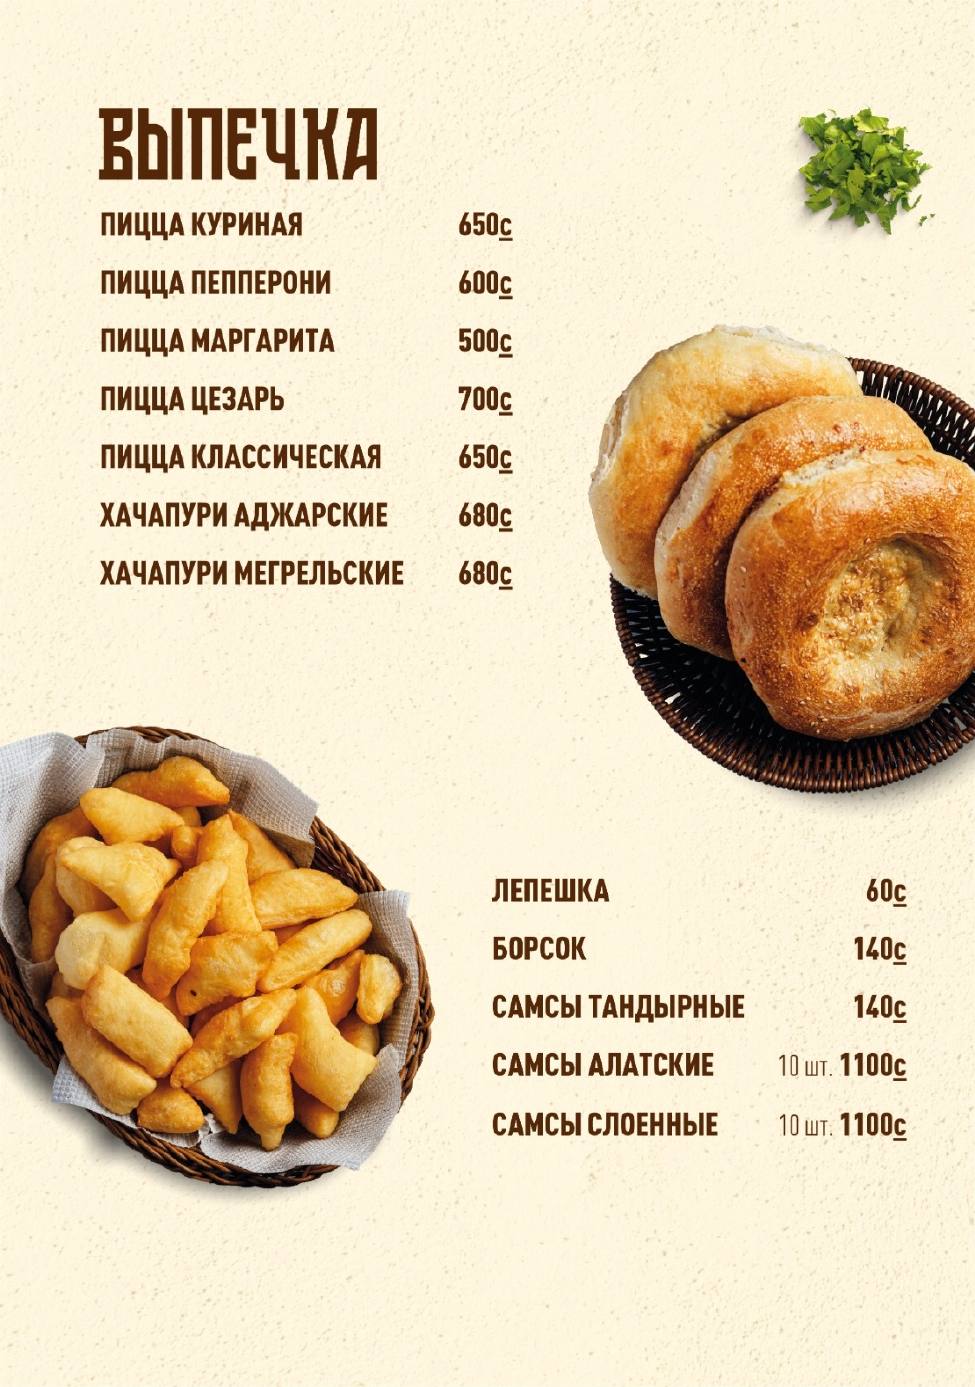 ВЫПЕЧКА
ПИЦЦА КУРИНАЯ 650с
ПИЦЦА ПЕППЕРОНИ 600с
ПИЦЦА МАРГАРИТА 500с
ПИЦЦА ЦЕЗАРЬ 700с
ПИЦЦА КЛАССИЧЕСКАЯ 650с
ХАЧАПУРИ АДЖАРСКИЕ 680с
ХАЧАПУРИ МЕГРЕЛЬСКИЕ 680с
ЛЕПЕШКА 60с
БОРСОК 140с
САМСЫ ТАНДЫРНЫЕ 140с
САМСЫ АЛАТСКИЕ 10 шт. 1100с
САМСЫ СЛОЕННЫЕ 10 шт. 1100с